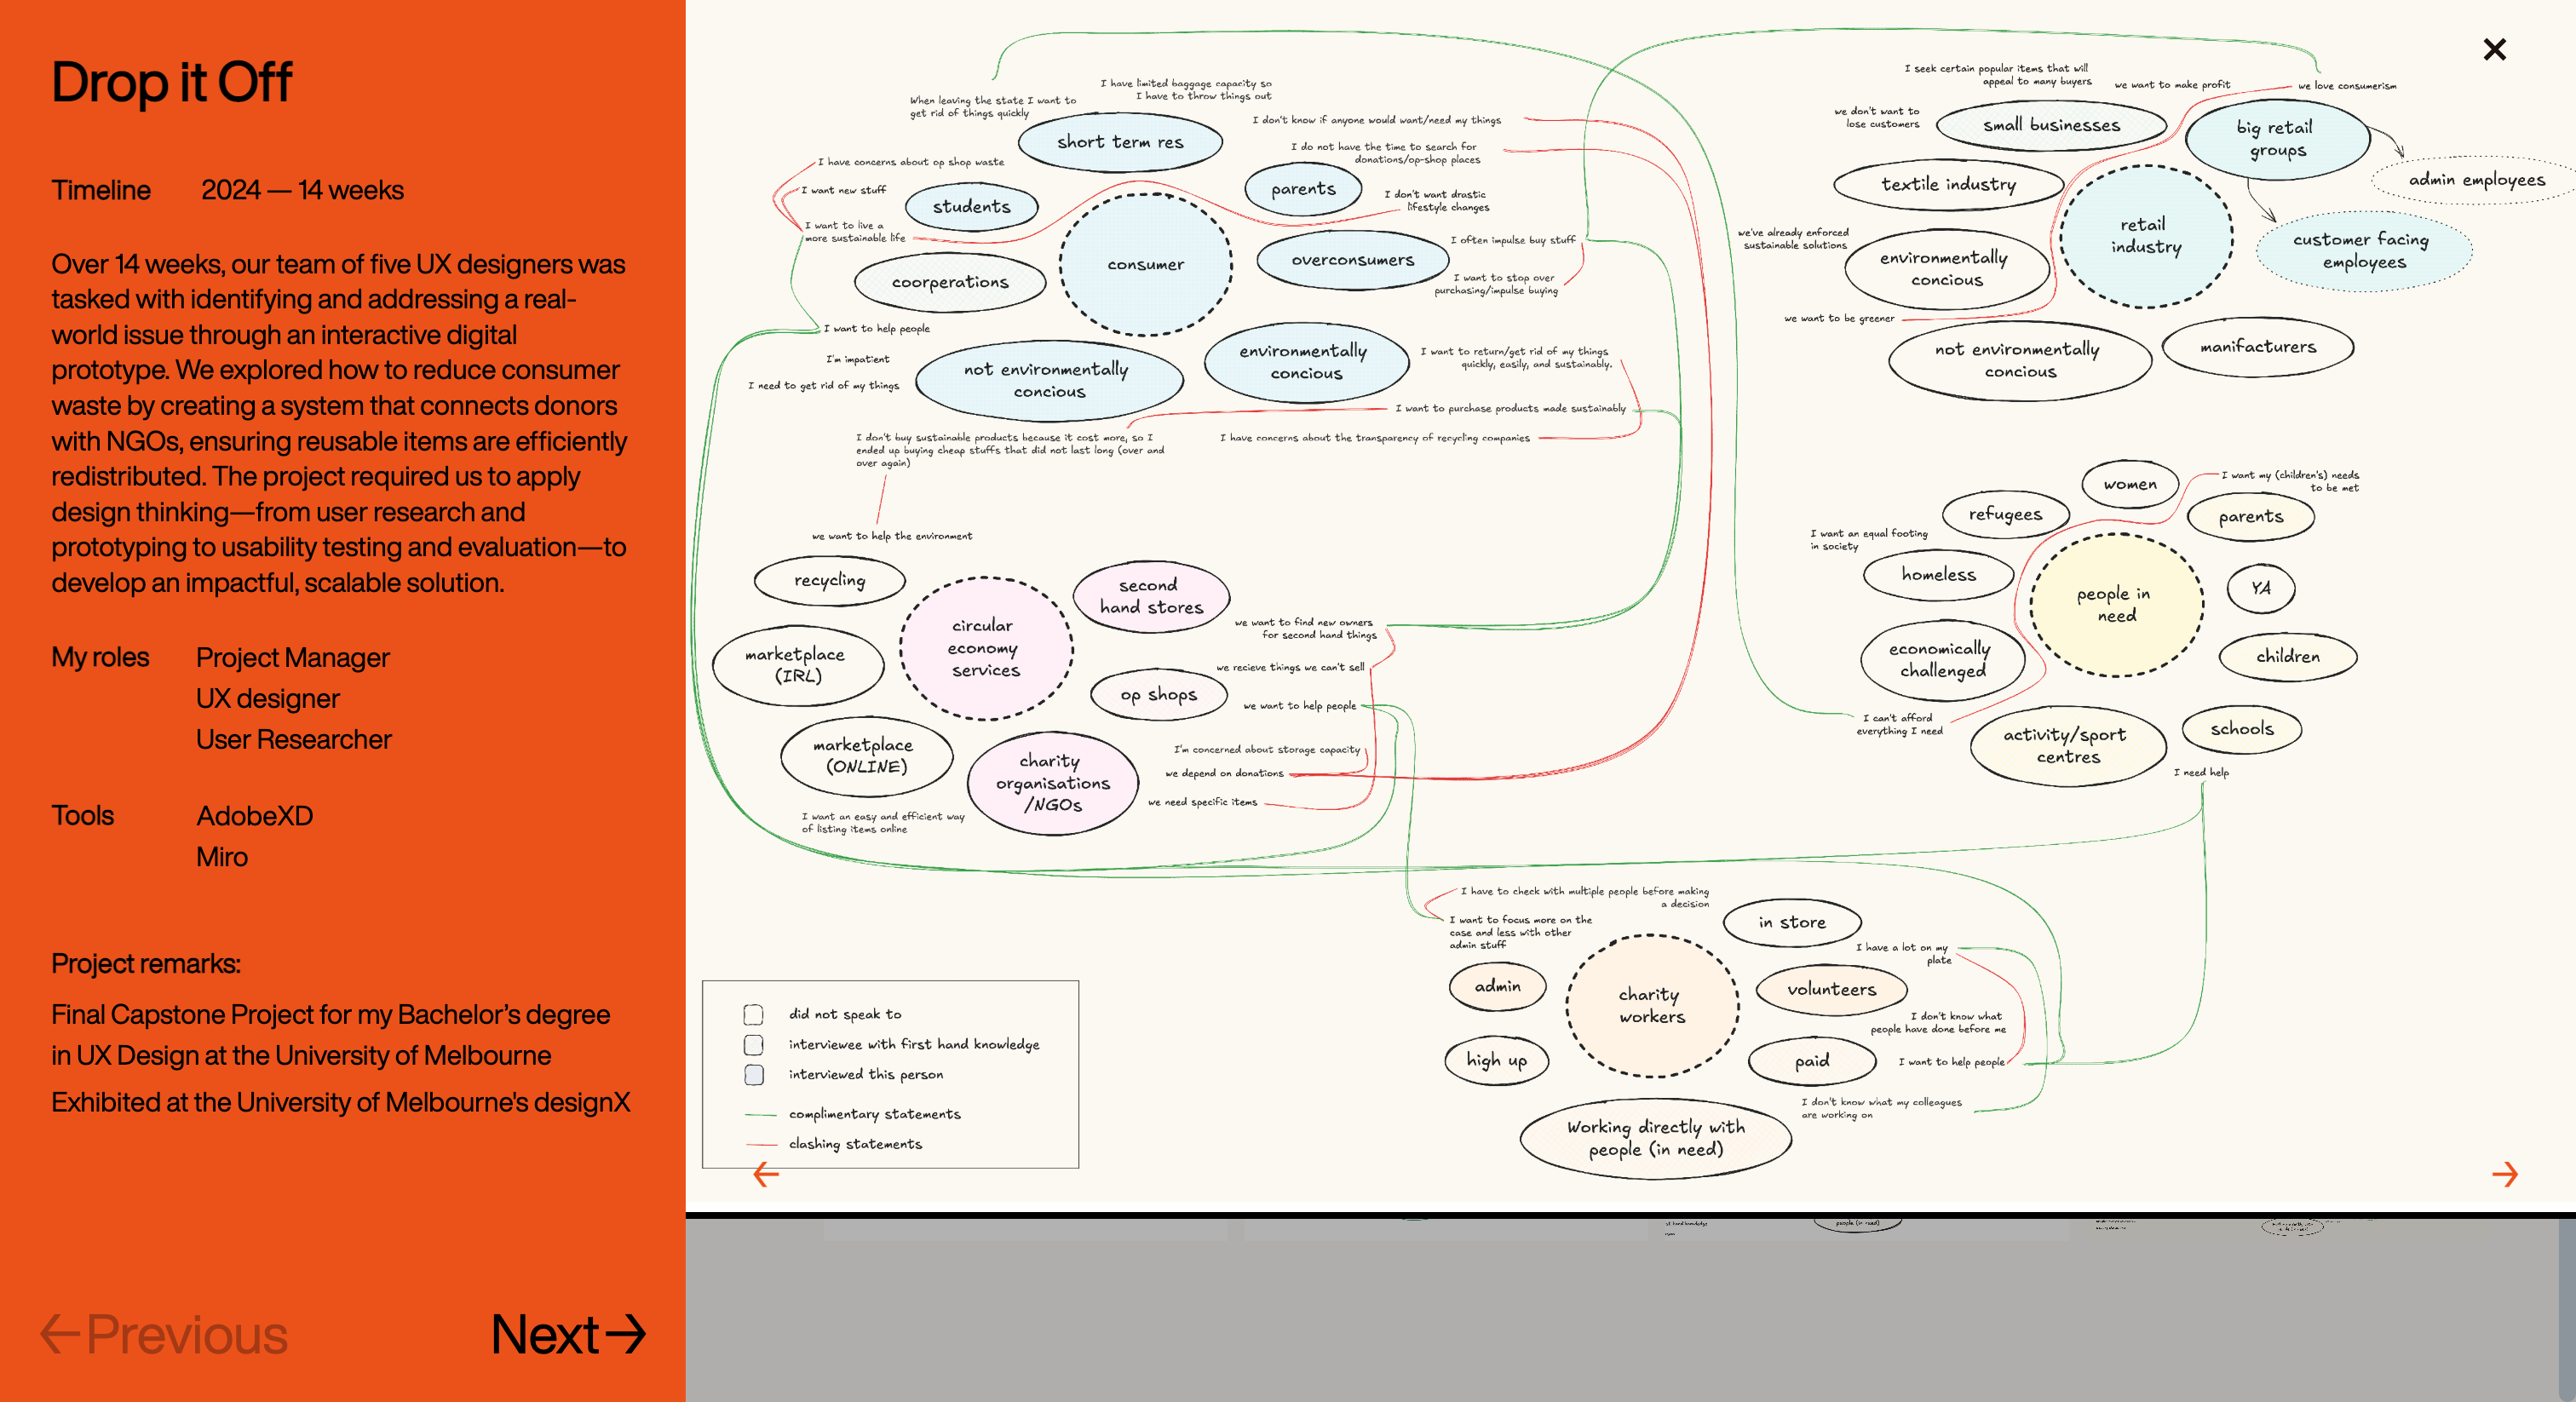 Drop it Off
Timeline 2024 — 14 weeks
Over 14 weeks, our team of five UX designers was
tasked with identifying and addressing a real-
world issue through an interactive digital
prototype. We explored how to reduce consumer
waste by creating a system that connects donors
with NGOs, ensuring reusable items are efficiently
redistributed. The project required us to apply
design thinking—from user research and
prototyping to usability testing and evaluation—to
develop an impactful, scalable solution.
My roles Project Manager
UX designer
User Researcher
Tools AdobeXD
Miro
Project remarks:
Final Capstone Project for my Bachelor’s degree
in UX Design at the University of Melbourne
Exhibited at the University of Melbourne's designX
←Previous
Next→
When leaving the state I want to
get rid of things quickly
I have limited baggage capacity so
I have to throw things out
short term res
I don't know if anyone would want/need my things
I do not have the time to search for
donations/op-shop places
I have concerns about op shop waste
I want new stuff
I want to live a
more sustainable life
students
parents
I don't want drastic
lifestyle changes
consumer
coorperations
overconsumers
I often impulse buy stuff
I want to stop over
purchasing/impulse buying
I want to help people
I'm impatient
I need to get rid of my things
not environmentally
concious
environmentally
concious
I want to return/get rid of my things
quickly, easily, and sustainably.
I want to purchase products made sustainably
I don't buy sustainable products because it cost more, so I
ended up buying cheap stuffs that did not last long (over and
over again)
I have concerns about the transparency of recycling companies
I seek certain popular items that will
appeal to many buyers
we want to make profit
we love consumerism
we don't want to
lose customers
small businesses
big retail
groups
admin employees
textile industry
retail
industry
customer facing
employees
we've already enforced
sustainable solutions
environmentally
concious
we want to be greener
not environmentally
concious
manifacturers
we want to help the environment
recycling
second
hand stores
circular
economy
services
marketplace
(IRL)
op shops
marketplace
(ONLINE)
charity
organisations
/NGOs
we want to find new owners
for second hand things
we recieve things we can't sell
we want to help people
I'm concerned about storage capacity
we depend on donations
we need specific items
I want an easy and efficient way
of listing items online
women
I want my (children's) needs
to be met
refugees
parents
I want an equal footing
in society
homeless
people in
need
YA
economically
challenged
children
I can't afford
everything I need
activity/sport
centres
schools
I need help
I have to check with multiple people before making
a decision
I want to focus more on the
case and less with other
admin stuff
in store
I have a lot on my
plate
admin
charity
workers
volunteers
I don't know what
people have done before me
high up
paid
I want to help people
I don't know what my colleagues
are working on
Working directly with
people (in need)
did not speak to
interviewee with first hand knowledge
interviewed this person
complimentary statements
clashing statements
people (in need)